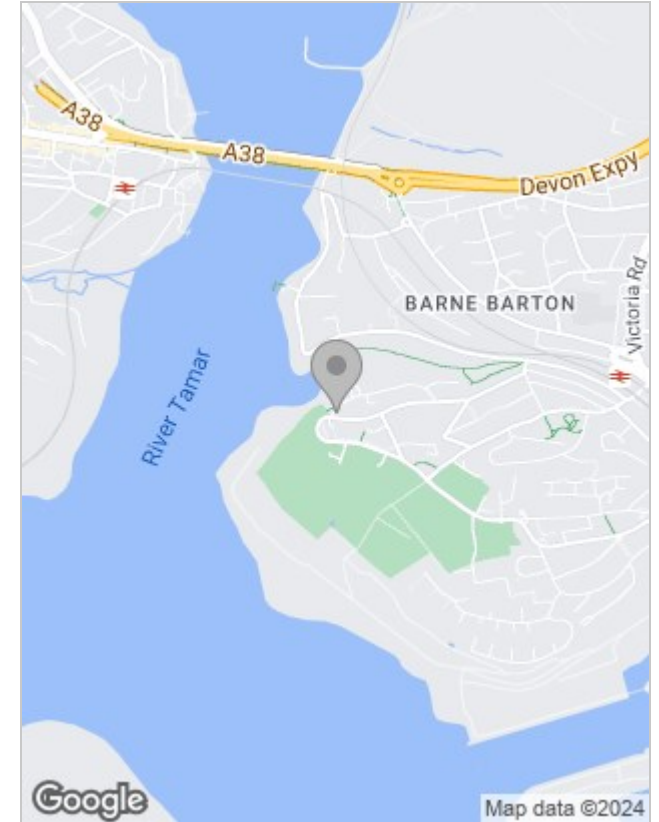 A38
A38
Devon Expy
BARNE BARTON
Victoria Rd
River Tamar
Google
Map data ©2024